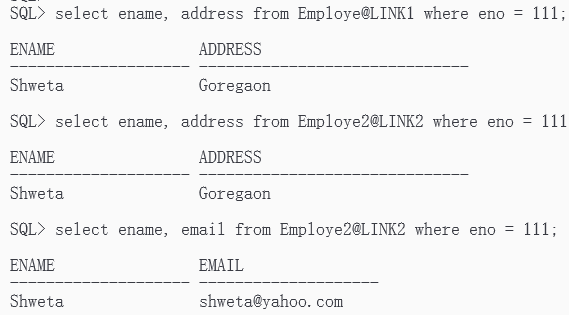 SQL> select ename, address from Employe@LINK1 where eno = 111;
ENAME ADDRESS
-------------------- ------------------------------
Shweta Goregaon
SQL> select ename, address from Employe2@LINK2 where eno = 111
ENAME ADDRESS
-------------------- ------------------------------
Shweta Goregaon
SQL> select ename, email from Employe2@LINK2 where eno = 111;
ENAME EMAIL
-------------------- --------------------
Shweta shweta@yahoo.com